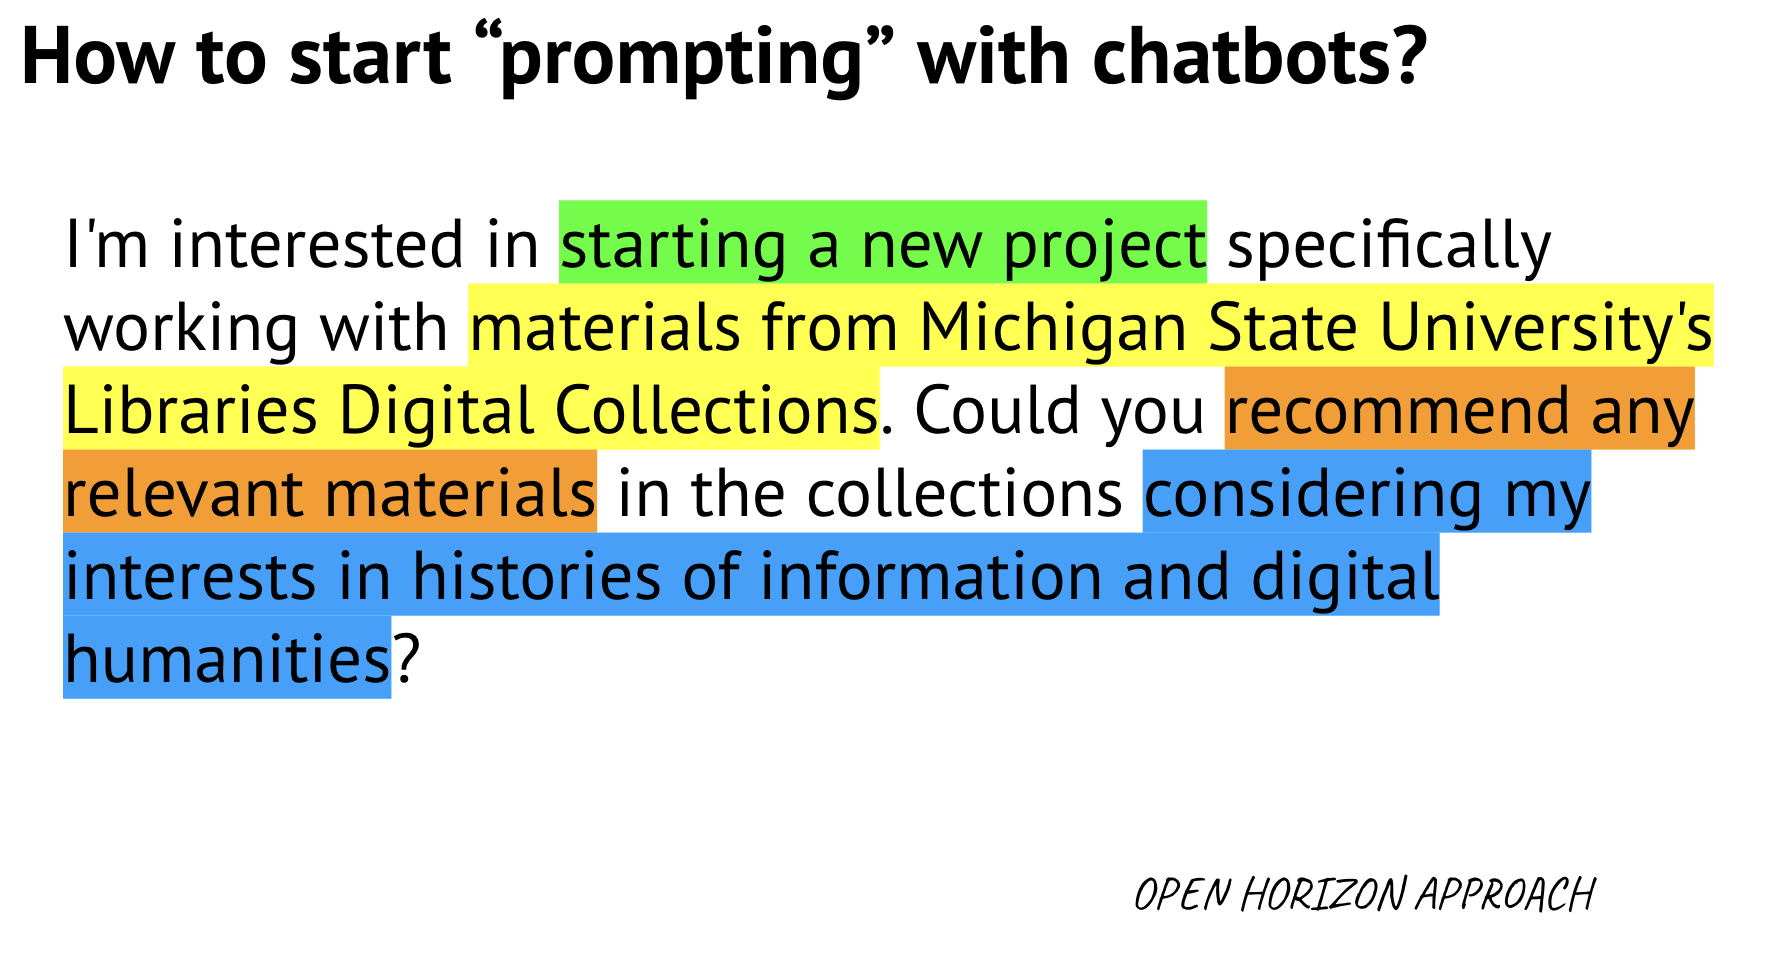 How to start “prompting” with chatbots?
I'm interested in starting a new project specifically
working with materials from Michigan State University's
Libraries Digital Collections. Could you recommend any
relevant materials in the collections considering my
interests in histories of information and digital
humanities?
OPEN HORIZON APPROACH